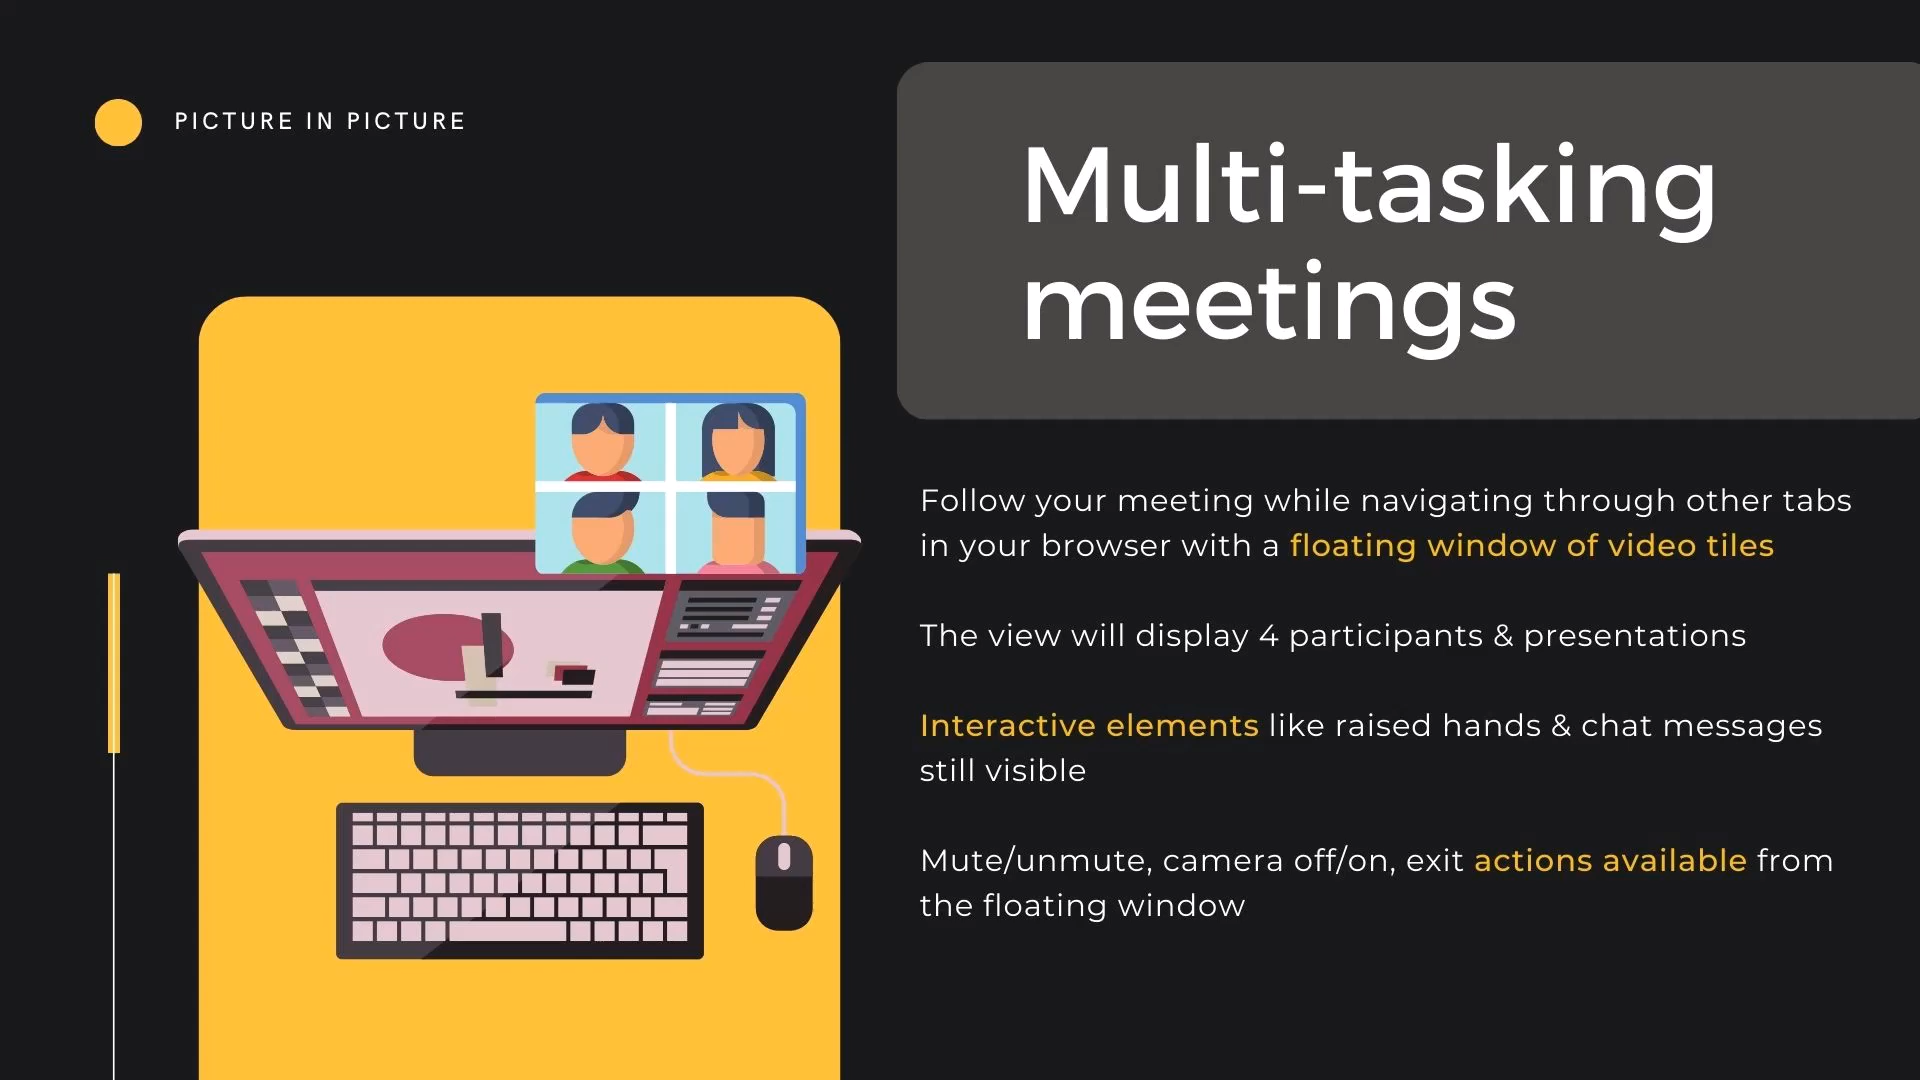 PICTURE IN PICTURE
Multi-tasking
meetings
Follow your meeting while navigating through other tabs
in your browser with a floating window of video tiles
The view will display 4 participants & presentations
Interactive elements like raised hands & chat messages
still visible
Mute/unmute, camera off/on, exit actions available from
the floating window